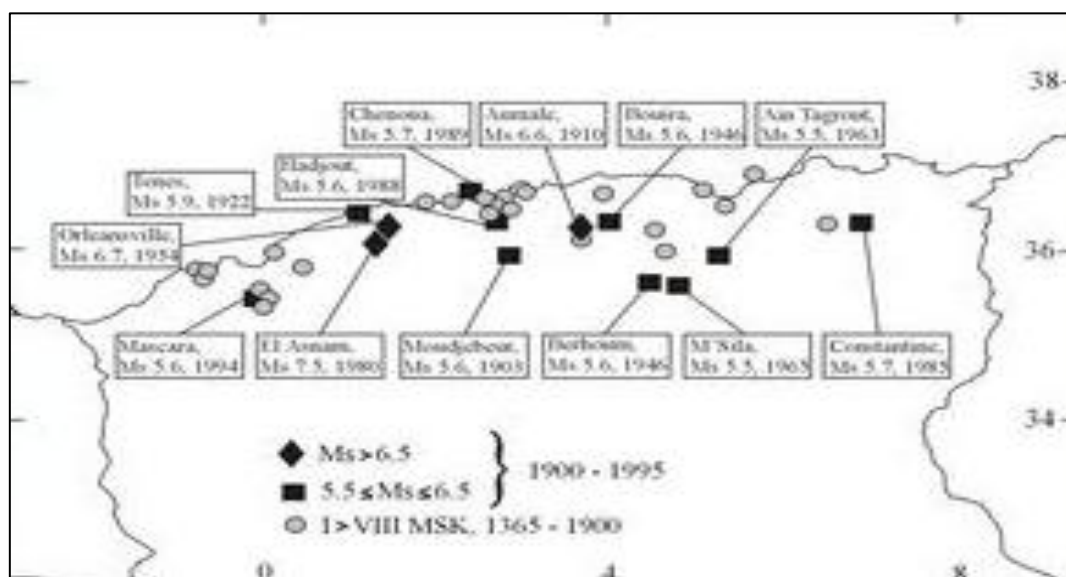 38
Chenoua,
Ms 5.7, 1989
Aumale,
Ms 6.6, 1910
Bouira,
Ms 5.6, 1946
Ain Tagrout,
Ms 5.5, 1963
Hadjout,
Ms 5.6, 1988
Tenes,
Ms 5.9, 1922
Orleansville,
Ms 6.7, 1954
36
Mascara,
Ms 5.6, 1994
El Asnam,
Ms 7.5, 1980
Moudjebeur,
Ms 5.6, 1903
Berhoum,
Ms 5.6, 1946
M'Sila,
Ms 5.5, 1965
Constantine,
Ms 5.7, 1985
34
Ms>6.5
5.5≤Ms≤6.5
1900 - 1995
I>VIII MSK, 1365 - 1900
0
4
8